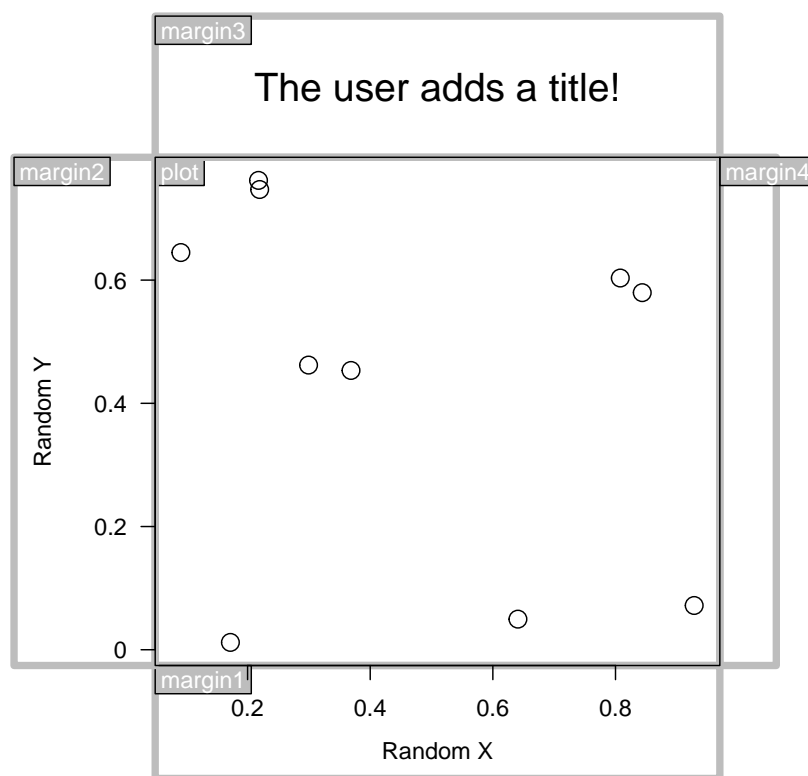 margin3
The user adds a title!
margin2
plot
margin4
0.6
0.4
0.2
0
Random Y
margin1
0.2 0.4 0.6 0.8
Random X